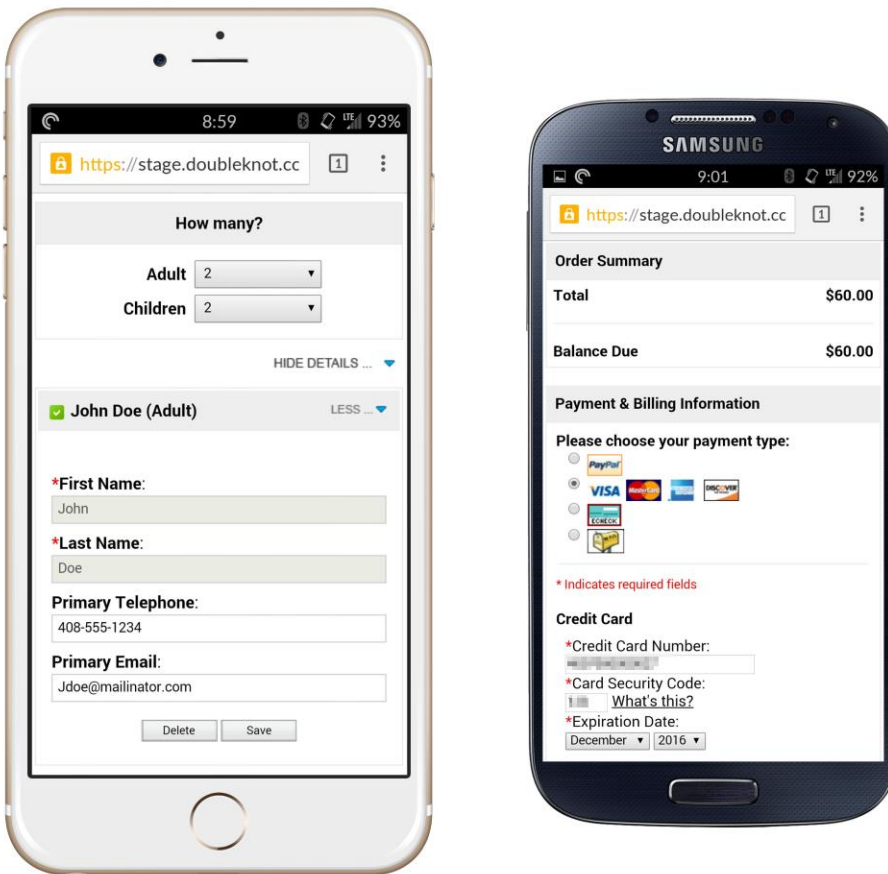 8:59
LTE 93%
https://stage.doubleknot.cc
1
How many?
Adult 2
Children 2
HIDE DETAILS ...
John Doe (Adult)
LESS ...
*First Name:
John
*Last Name:
Doe
Primary Telephone:
408-555-1234
Primary Email:
Jdoe@mailinator.com
Delete Save
SAMSUNG
9:01
LTE 92%
https://stage.doubleknot.cc
1
Order Summary
Total $60.00
Balance Due $60.00
Payment & Billing Information
Please choose your payment type:
PayPal
VISA MasterCard DISCOVER
ECHECK
* Indicates required fields
Credit Card
*Credit Card Number:
*Card Security Code:
What's this?
*Expiration Date:
December 2016